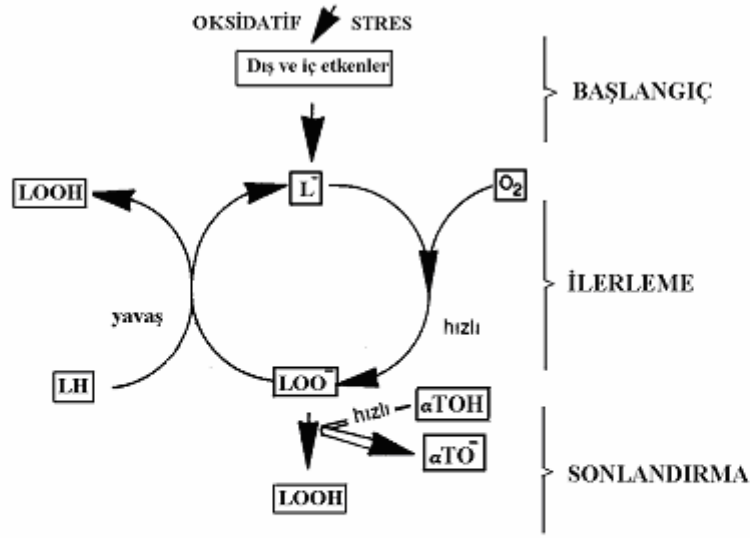 OKSİDATİF STRES
Dış ve iç etkenler
BAŞLANGIÇ
LOOH
L⁻
O₂
İLERLEME
yavaş
hızlı
LH
LOO⁻
hızlı
αTOH
αTO⁻
LOOH
SONLANDIRMA